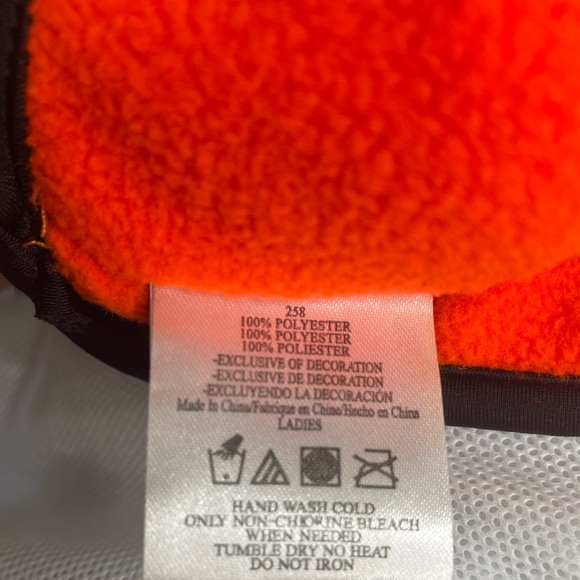 258
100% POLYESTER
100% POLYESTER
100% POLIESTER
-EXCLUSIVE OF DECORATION
-EXCLUSIVE DE DECORATION
-EXCLUYENDO LA DECORACIÓN
Made In China/Fabrique en Chine/Hecho en China
LADIES
HAND WASH COLD
ONLY NON-CHLORINE BLEACH
WHEN NEEDED
TUMBLE DRY NO HEAT
DO NOT IRON